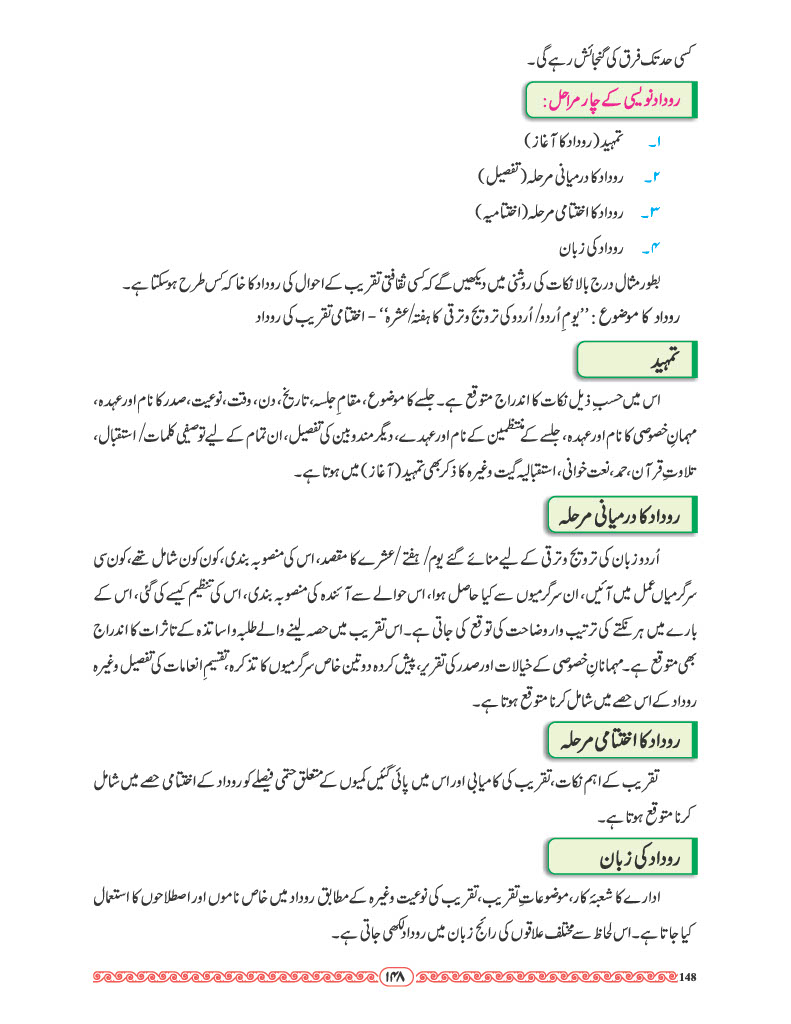 کسی حد تک فرق کی گنجائش رہے گی۔
روداد نویسی کے چار مراحل :
۱۔ تمہید (روداد کا آغاز)
۲۔ روداد کا درمیانی مرحلہ (تفصیل)
۳۔ روداد کا اختتامی مرحلہ (اختتامیہ)
۴۔ روداد کی زبان
بطور مثال درج بالا نکات کی روشنی میں دیکھیں گے کہ کسی ثقافتی تقریب کے احوال کی روداد کا خاکہ کس طرح ہوسکتا ہے۔
روداد کا موضوع : ’’یومِ اُردو/ اُردو کی ترویج و ترقی کا ہفتہ/عشرہ‘‘ - اختتامی تقریب کی روداد
تمہید
اس میں حسبِ ذیل نکات کا اندراج متوقع ہے۔ جلسے کا موضوع، مقامِ جلسہ، تاریخ، دن، وقت، نوعیت، صدر کا نام اور عہدہ،
مہمانِ خصوصی کا نام اور عہدہ، جلسے کے منتظمین کے نام اور عہدے، دیگر مندوبین کی تفصیل، ان تمام کے لیے توصیفی کلمات/ استقبال،
تلاوتِ قرآن، حمد، نعت خوانی، استقبالیہ گیت وغیرہ کا ذکر بھی تمہید (آغاز) میں ہوتا ہے۔
روداد کا درمیانی مرحلہ
اُردو زبان کی ترویج و ترقی کے لیے منائے گئے یوم/ ہفتے/عشرے کا مقصد، اس کی منصوبہ بندی، کون کون شامل تھے، کون سی
سرگرمیاں عمل میں آئیں، ان سرگرمیوں سے کیا حاصل ہوا، اس حوالے سے آئندہ کی منصوبہ بندی، اس کی تنظیم کیسے کی گئی، اس کے
بارے میں ہر نکتے کی ترتیب وار وضاحت کی توقع کی جاتی ہے۔ اس تقریب میں حصہ لینے والے طلبہ و اساتذہ کے تاثرات کا اندراج
بھی متوقع ہے۔ مہمانانِ خصوصی کے خیالات اور صدر کی تقریر، پیش کردہ دو تین خاص سرگرمیوں کا تذکرہ، تقسیمِ انعامات کی تفصیل وغیرہ
روداد کے اس حصے میں شامل کرنا متوقع ہوتا ہے۔
روداد کا اختتامی مرحلہ
تقریب کے اہم نکات، تقریب کی کامیابی اور اس میں پائی گئیں کمیوں کے متعلق حتمی فیصلے کو روداد کے اختتامی حصے میں شامل
کرنا متوقع ہوتا ہے۔
روداد کی زبان
ادارے کا شعبۂ کار، موضوعاتِ تقریب، تقریب کی نوعیت وغیرہ کے مطابق روداد میں خاص ناموں اور اصطلاحوں کا استعمال
کیا جاتا ہے۔ اس لحاظ سے مختلف علاقوں کی رائج زبان میں روداد لکھی جاتی ہے۔
148 ۱۴۸